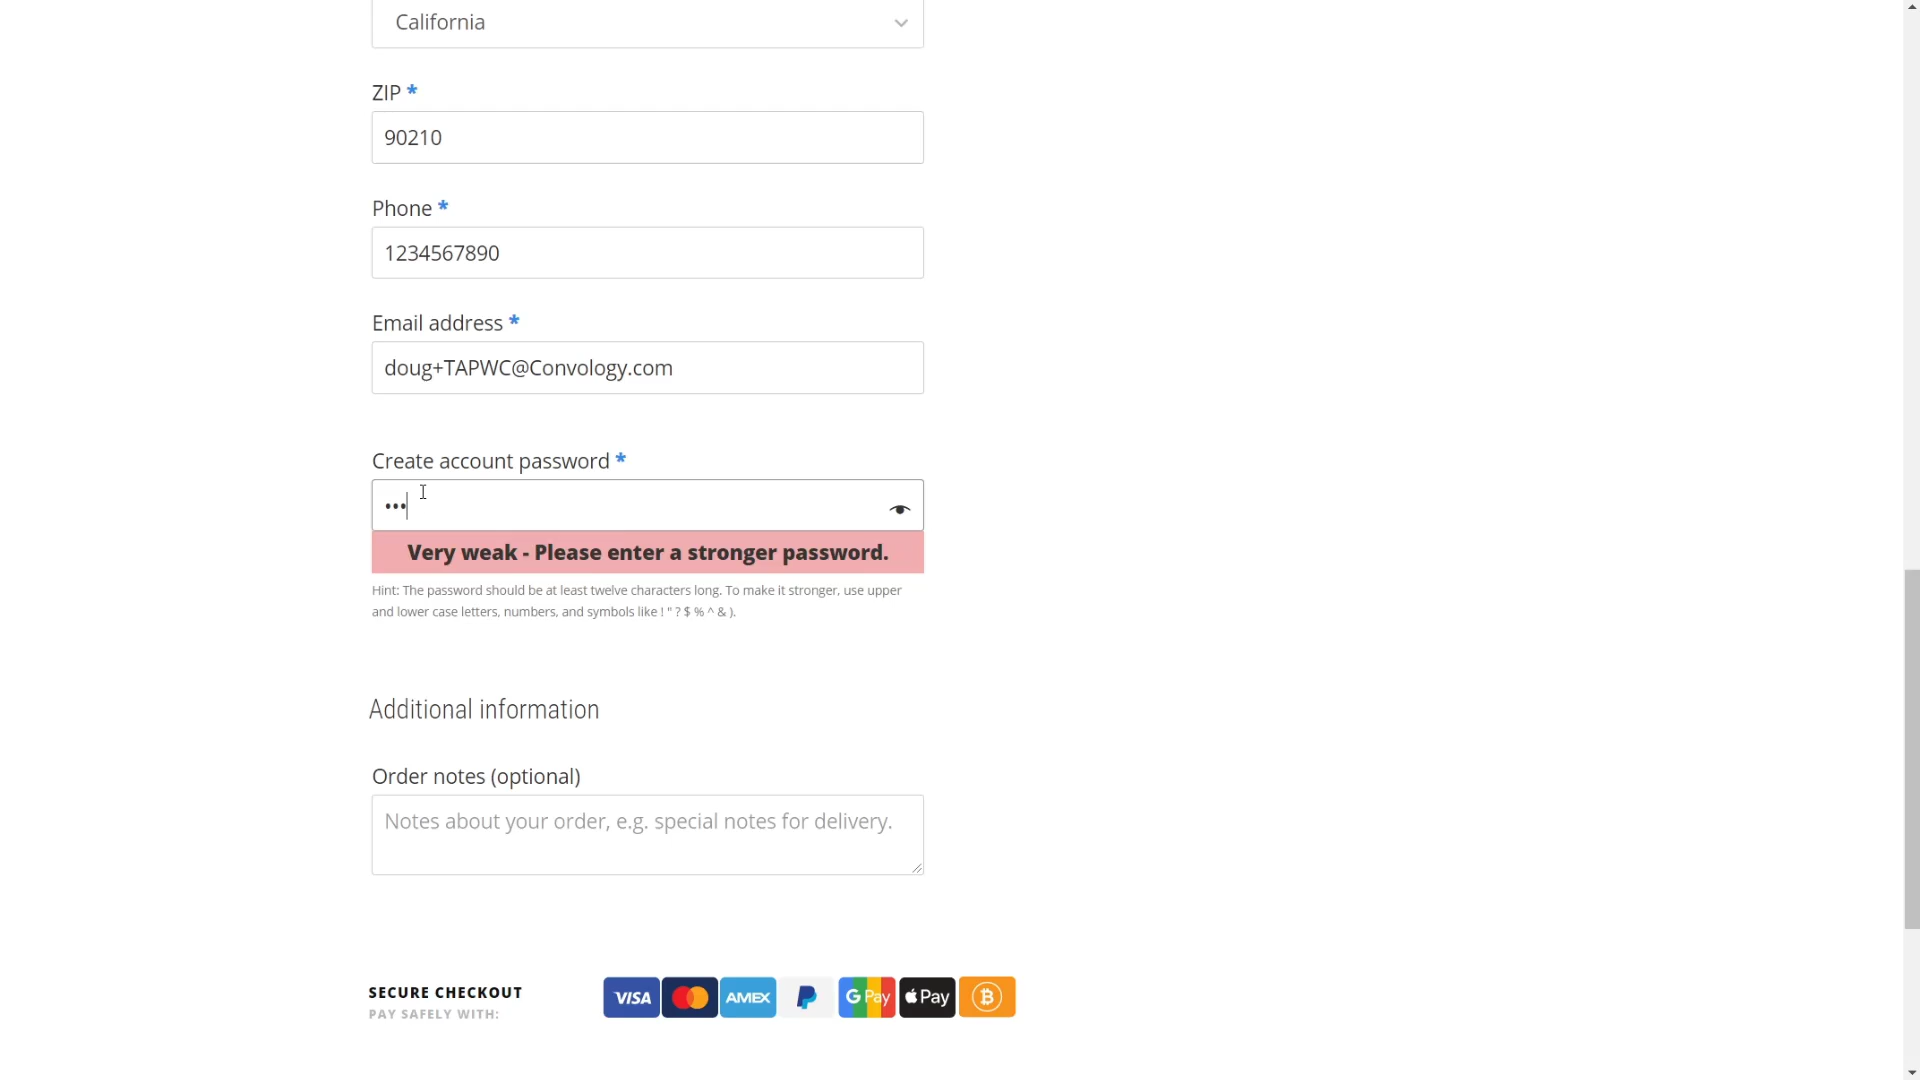 California
ZIP *
90210
Phone *
1234567890
Email address *
doug+TAPWC@Convology.com
Create account password *
•••
Very weak - Please enter a stronger password.
Hint: The password should be at least twelve characters long. To make it stronger, use upper
and lower case letters, numbers, and symbols like ! " ? $ % ^ & ).
Additional information
Order notes (optional)
Notes about your order, e.g. special notes for delivery.
SECURE CHECKOUT
PAY SAFELY WITH:
VISA AMEX G Pay Pay